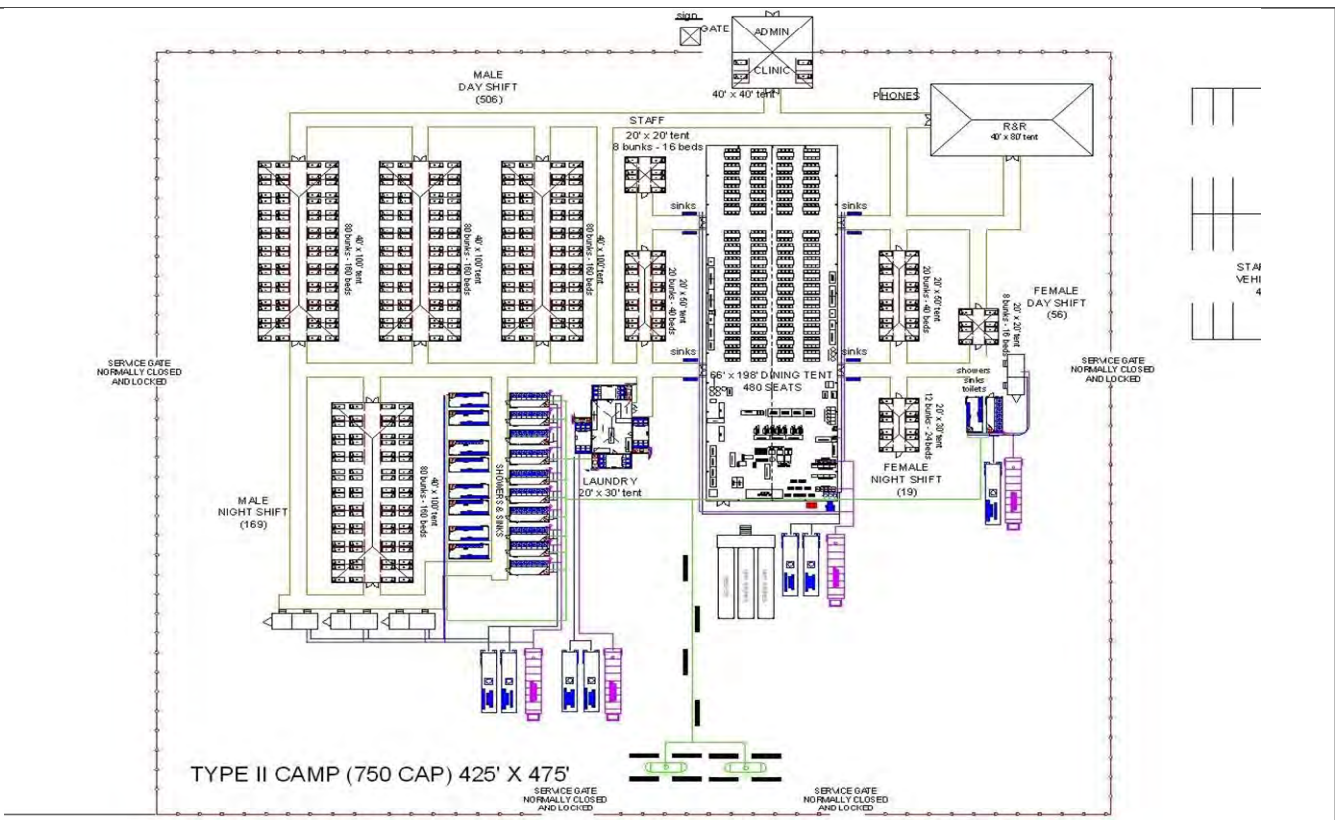 sign
GATE
ADMIN
CLINIC
40' x 40' tent
PHONES
R&R
40' x 80' tent
MALE
DAY SHIFT
(506)
STAFF
20' x 20' tent
8 bunks - 16 beds
40' x 100' tent
80 bunks - 160 beds
40' x 100' tent
80 bunks - 160 beds
40' x 100' tent
80 bunks - 160 beds
20' x 50' tent
20 bunks - 40 beds
sinks
sinks
sinks
sinks
66' x 198' DINING TENT
480 SEATS
20' x 50' tent
20 bunks - 40 beds
FEMALE
DAY SHIFT
(56)
20' x 20' tent
8 bunks - 16 beds
showers
sinks
toilets
SERVICE GATE
NORMALLY CLOSED
AND LOCKED
SERVICE GATE
NORMALLY CLOSED
AND LOCKED
MALE
NIGHT SHIFT
(169)
40' x 100' tent
80 bunks - 160 beds
SHOWERS & SINKS
LAUNDRY
20' x 30' tent
20' x 30' tent
12 bunks - 24 beds
FEMALE
NIGHT SHIFT
(19)
TYPE II CAMP (750 CAP) 425' X 475'
SERVICE GATE
NORMALLY CLOSED
AND LOCKED
SERVICE GATE
NORMALLY CLOSED
AND LOCKED